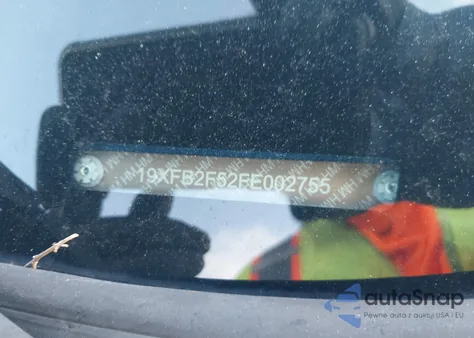 19XFB2F52FE002755
autoSnap
Pewne auta z aukcji USA i EU